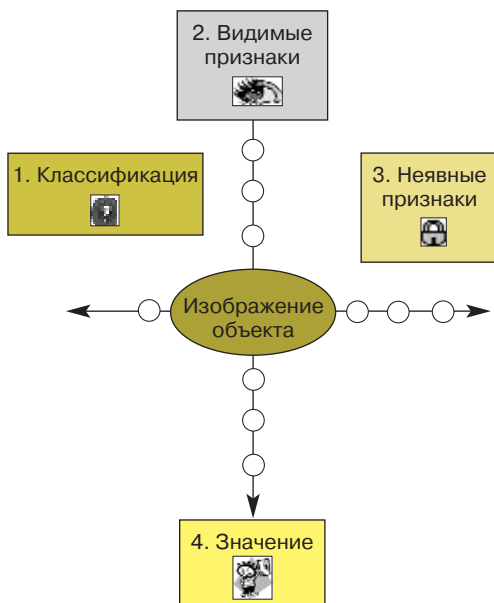 2. Видимые
признаки
1. Классификация
3. Неявные
признаки
Изображение
объекта
4. Значение